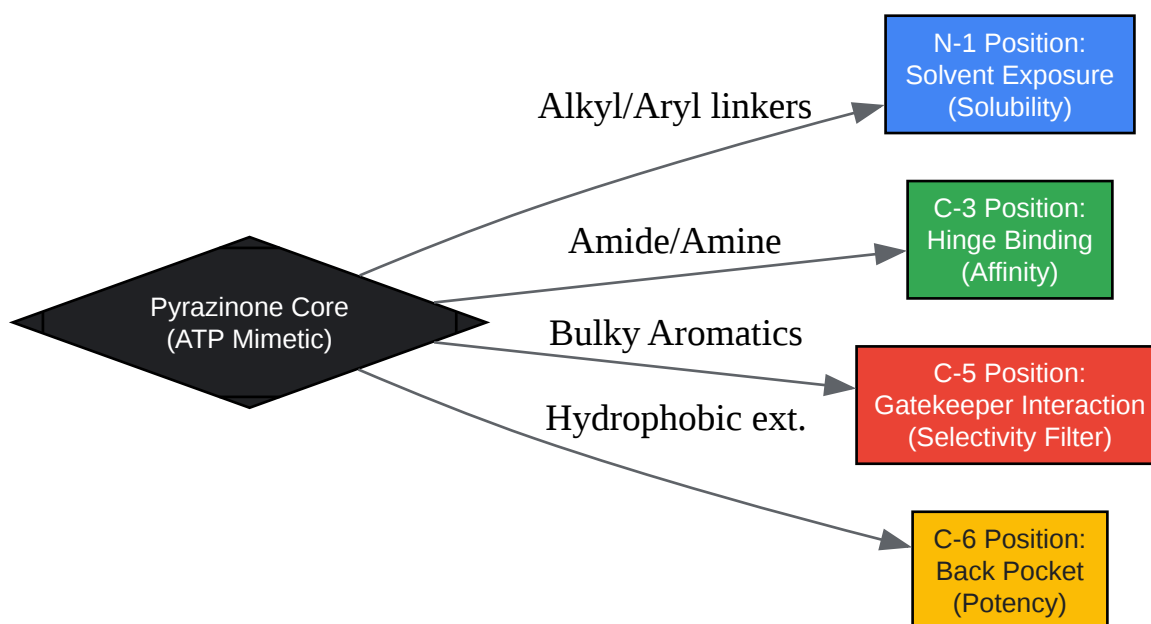 Pyrazinone Core
(ATP Mimetic)
Alkyl/Aryl linkers
N-1 Position:
Solvent Exposure
(Solubility)
Amide/Amine
C-3 Position:
Hinge Binding
(Affinity)
Bulky Aromatics
C-5 Position:
Gatekeeper Interaction
(Selectivity Filter)
Hydrophobic ext.
C-6 Position:
Back Pocket
(Potency)